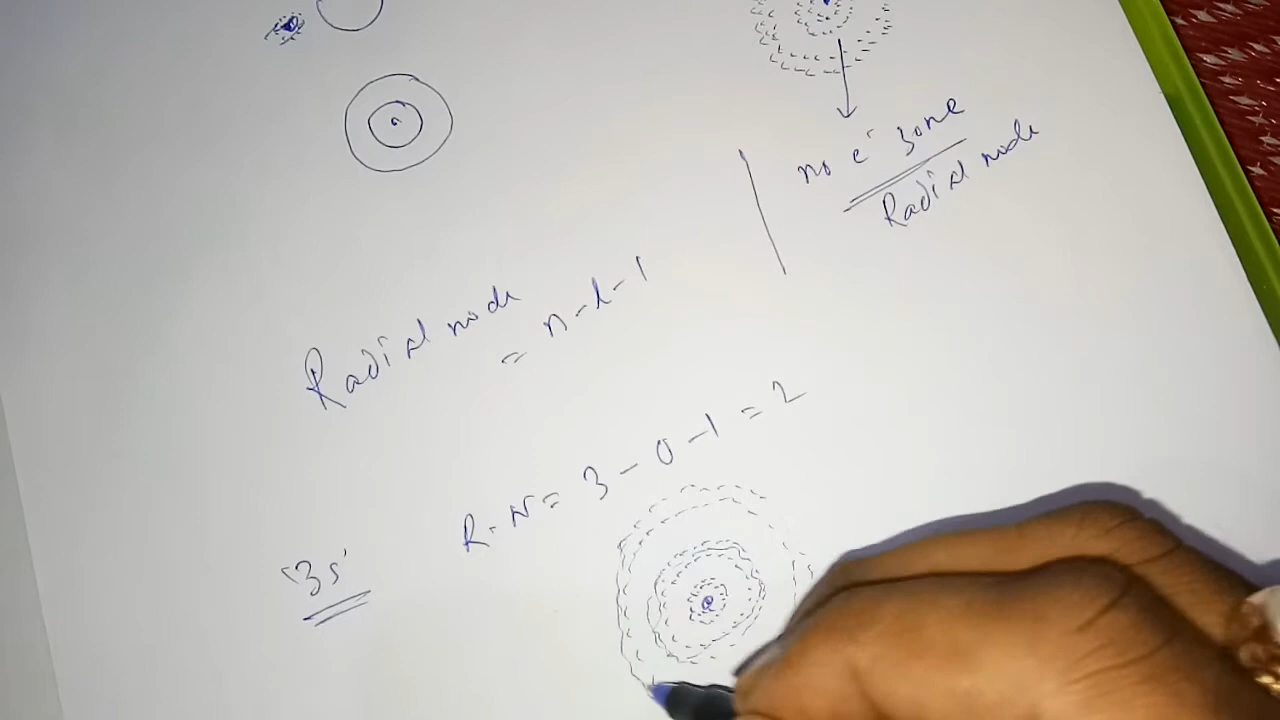 no e⁻ zone
Radial node
Radial node
= n-l-1
R.N = 3-0-1 = 2
'3s'